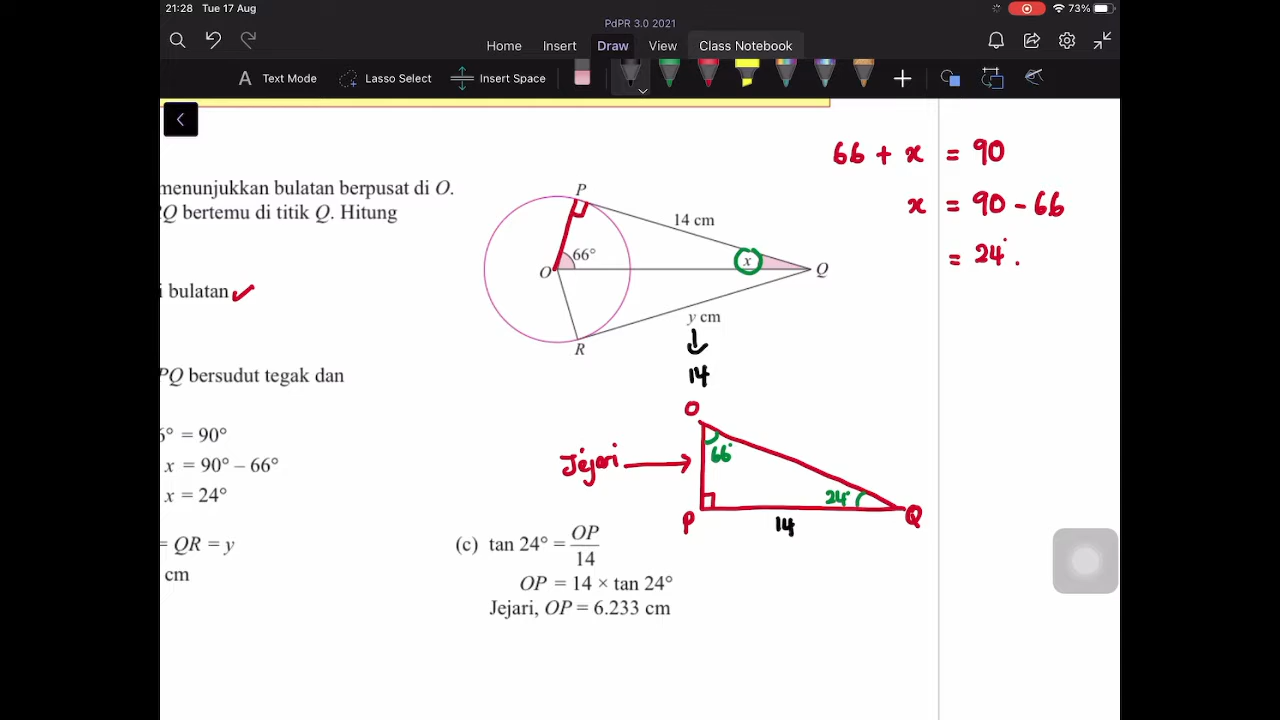 21:28 Tue 17 Aug
73%
PdPR 3.0 2021
Home Insert Draw View Class Notebook
Text Mode Lasso Select Insert Space
menunjukkan bulatan berpusat di O.
Q bertemu di titik Q. Hitung
i bulatan ✓
PQ bersudut tegak dan
6° = 90°
x = 90° – 66°
x = 24°
= QR = y
cm
P
14 cm
66°
x
O
Q
y cm
R
14
66 + x = 90
x = 90 - 66
= 24° .
O
Jejari
66°
24°
P
14
Q
(c) tan 24° = OP/14
OP = 14 × tan 24°
Jejari, OP = 6.233 cm